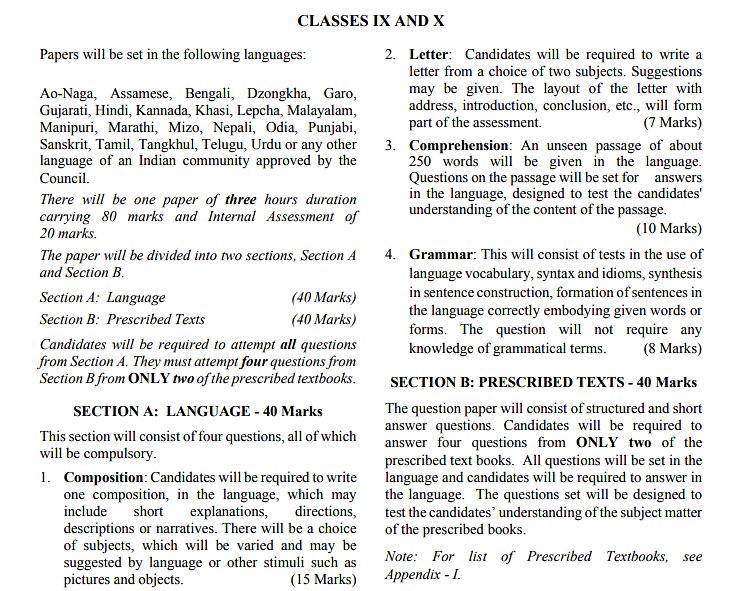 CLASSES IX AND X
Papers will be set in the following languages:
Ao-Naga, Assamese, Bengali, Dzongkha, Garo,
Gujarati, Hindi, Kannada, Khasi, Lepcha, Malayalam,
Manipuri, Marathi, Mizo, Nepali, Odia, Punjabi,
Sanskrit, Tamil, Tangkhul, Telugu, Urdu or any other
language of an Indian community approved by the
Council.
There will be one paper of three hours duration
carrying 80 marks and Internal Assessment of
20 marks.
The paper will be divided into two sections, Section A
and Section B.
Section A: Language (40 Marks)
Section B: Prescribed Texts (40 Marks)
Candidates will be required to attempt all questions
from Section A. They must attempt four questions from
Section B from ONLY two of the prescribed textbooks.
SECTION A: LANGUAGE - 40 Marks
This section will consist of four questions, all of which
will be compulsory.
1. Composition: Candidates will be required to write
one composition, in the language, which may
include short explanations, directions,
descriptions or narratives. There will be a choice
of subjects, which will be varied and may be
suggested by language or other stimuli such as
pictures and objects. (15 Marks)
2. Letter: Candidates will be required to write a
letter from a choice of two subjects. Suggestions
may be given. The layout of the letter with
address, introduction, conclusion, etc., will form
part of the assessment. (7 Marks)
3. Comprehension: An unseen passage of about
250 words will be given in the language.
Questions on the passage will be set for answers
in the language, designed to test the candidates'
understanding of the content of the passage.
(10 Marks)
4. Grammar: This will consist of tests in the use of
language vocabulary, syntax and idioms, synthesis
in sentence construction, formation of sentences in
the language correctly embodying given words or
forms. The question will not require any
knowledge of grammatical terms. (8 Marks)
SECTION B: PRESCRIBED TEXTS - 40 Marks
The question paper will consist of structured and short
answer questions. Candidates will be required to
answer four questions from ONLY two of the
prescribed text books. All questions will be set in the
language and candidates will be required to answer in
the language. The questions set will be designed to
test the candidates’ understanding of the subject matter
of the prescribed books.
Note: For list of Prescribed Textbooks, see
Appendix - I.